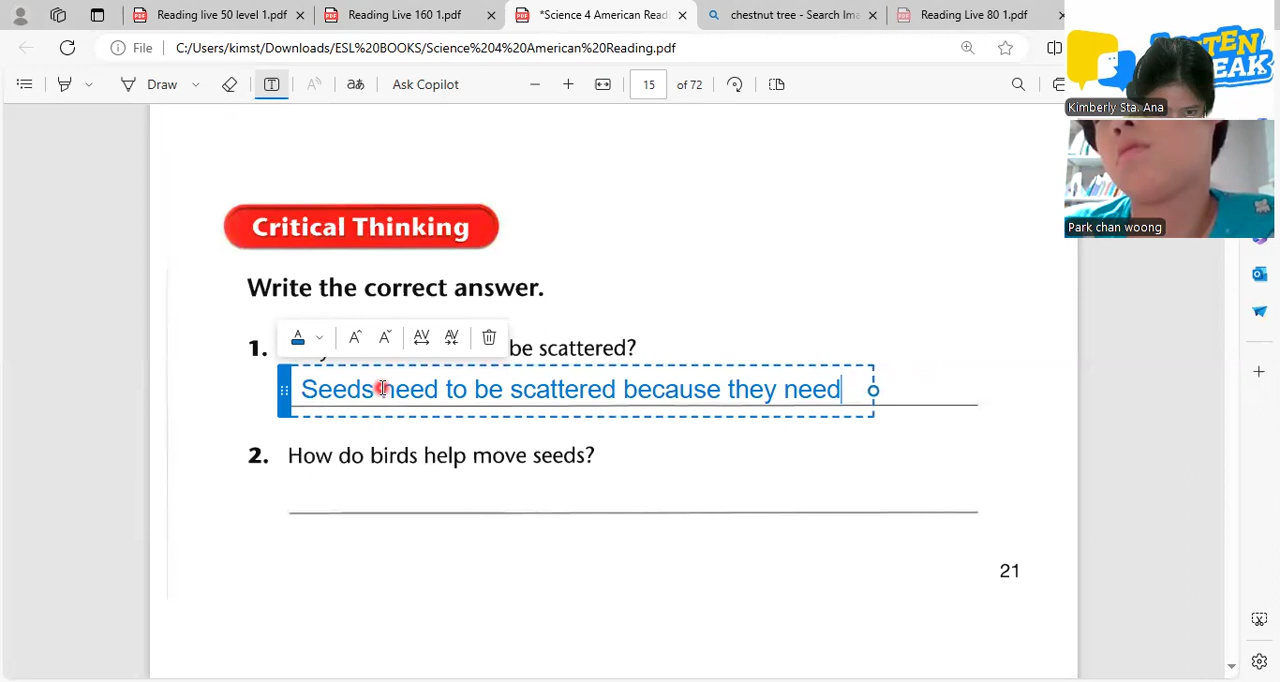 Reading live 50 level 1.pdf
Reading Live 160 1.pdf
*Science 4 American Read
chestnut tree - Search Ima
Reading Live 80 1.pdf
File
C:/Users/kimst/Downloads/ESL%20BOOKS/Science%204%20American%20Reading.pdf
Draw
aあ
Ask Copilot
15
of 72
EAK
Kimberly Sta. Ana
Park chan woong
Critical Thinking
Write the correct answer.
1.
be scattered?
Seeds need to be scattered because they need
2. How do birds help move seeds?
21